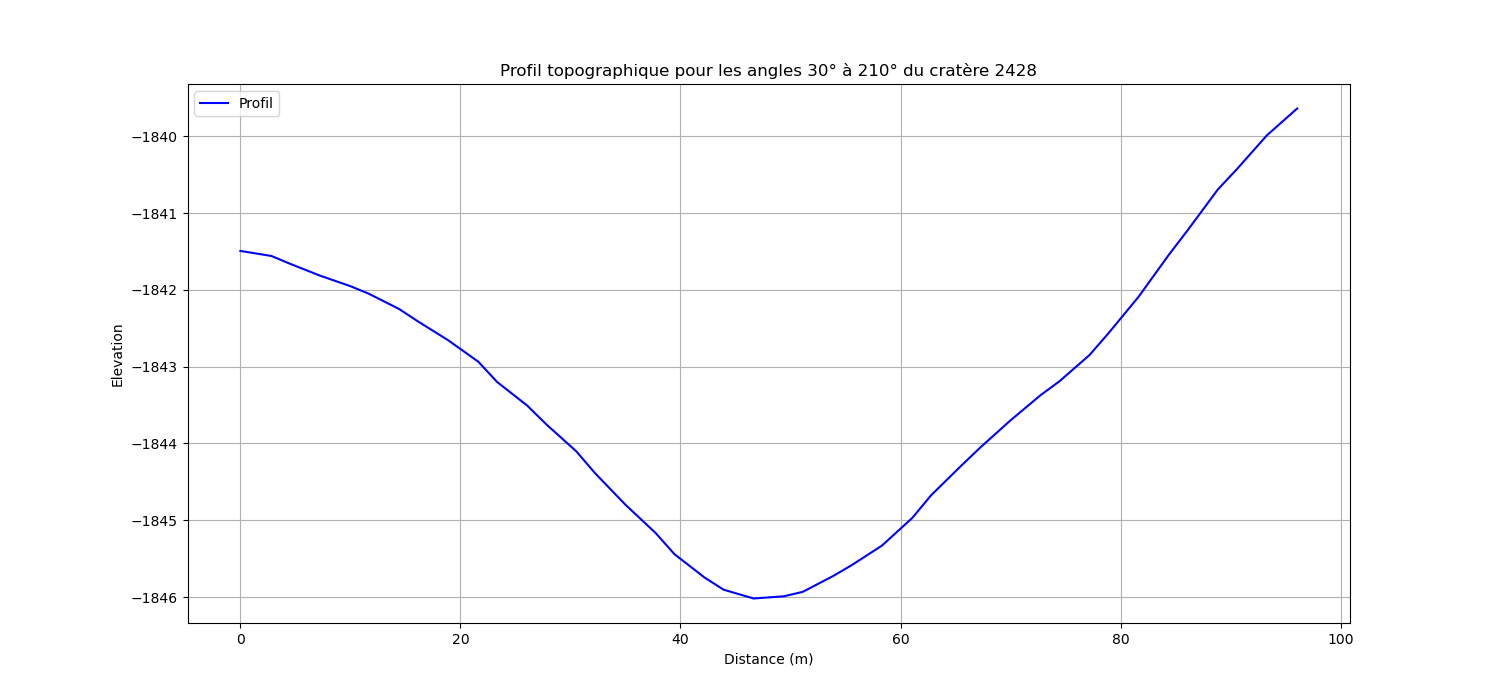 Profil topographique pour les angles 30° à 210° du cratère 2428
Profil
Elevation
−1840
−1841
−1842
−1843
−1844
−1845
−1846
0 20 40 60 80 100
Distance (m)